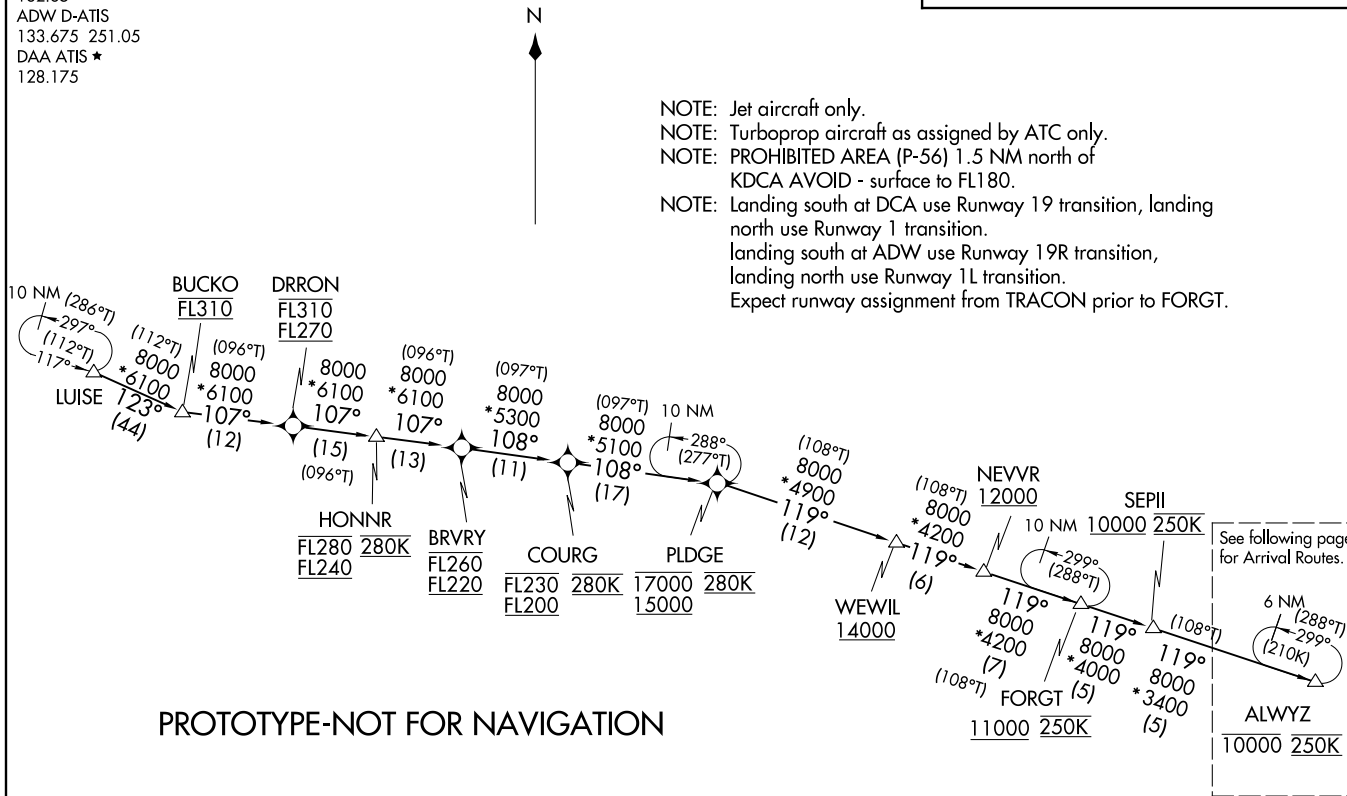 ADW D-ATIS
133.675 251.05
DAA ATIS ★
128.175
N
NOTE: Jet aircraft only.
NOTE: Turboprop aircraft as assigned by ATC only.
NOTE: PROHIBITED AREA (P-56) 1.5 NM north of
KDCA AVOID - surface to FL180.
NOTE: Landing south at DCA use Runway 19 transition, landing
north use Runway 1 transition.
landing south at ADW use Runway 19R transition,
landing north use Runway 1L transition.
Expect runway assignment from TRACON prior to FORGT.
10 NM (286°T)
297°
(112°T)
117°
LUISE
(112°T)
8000
*6100
123°
(44)
BUCKO
FL310
(096°T)
8000
*6100
107°
(12)
DRRON
FL310
FL270
8000
*6100
107°
(15)
(096°T)
HONNR
FL280 280K
FL240
(096°T)
8000
*6100
107°
(13)
BRVRY
FL260
FL220
(097°T)
8000
*5300
108°
(11)
COURG
FL230 280K
FL200
(097°T)
8000
*5100
108°
(17)
10 NM
288°
(277°T)
PLDGE
17000 280K
15000
(108°T)
8000
*4900
119°
(12)
WEWIL
14000
(108°T)
8000
*4200
119°
(6)
NEVVR
12000
119°
8000
*4200
(7)
(108°T)
10 NM
299°
(288°T)
FORGT
11000 250K
119°
8000
*4000
(5)
SEPII
10000 250K
(108°T)
119°
8000
*3400
(5)
See following page
for Arrival Routes.
6 NM
(288°T)
299°
(210K)
ALWYZ
10000 250K
PROTOTYPE-NOT FOR NAVIGATION